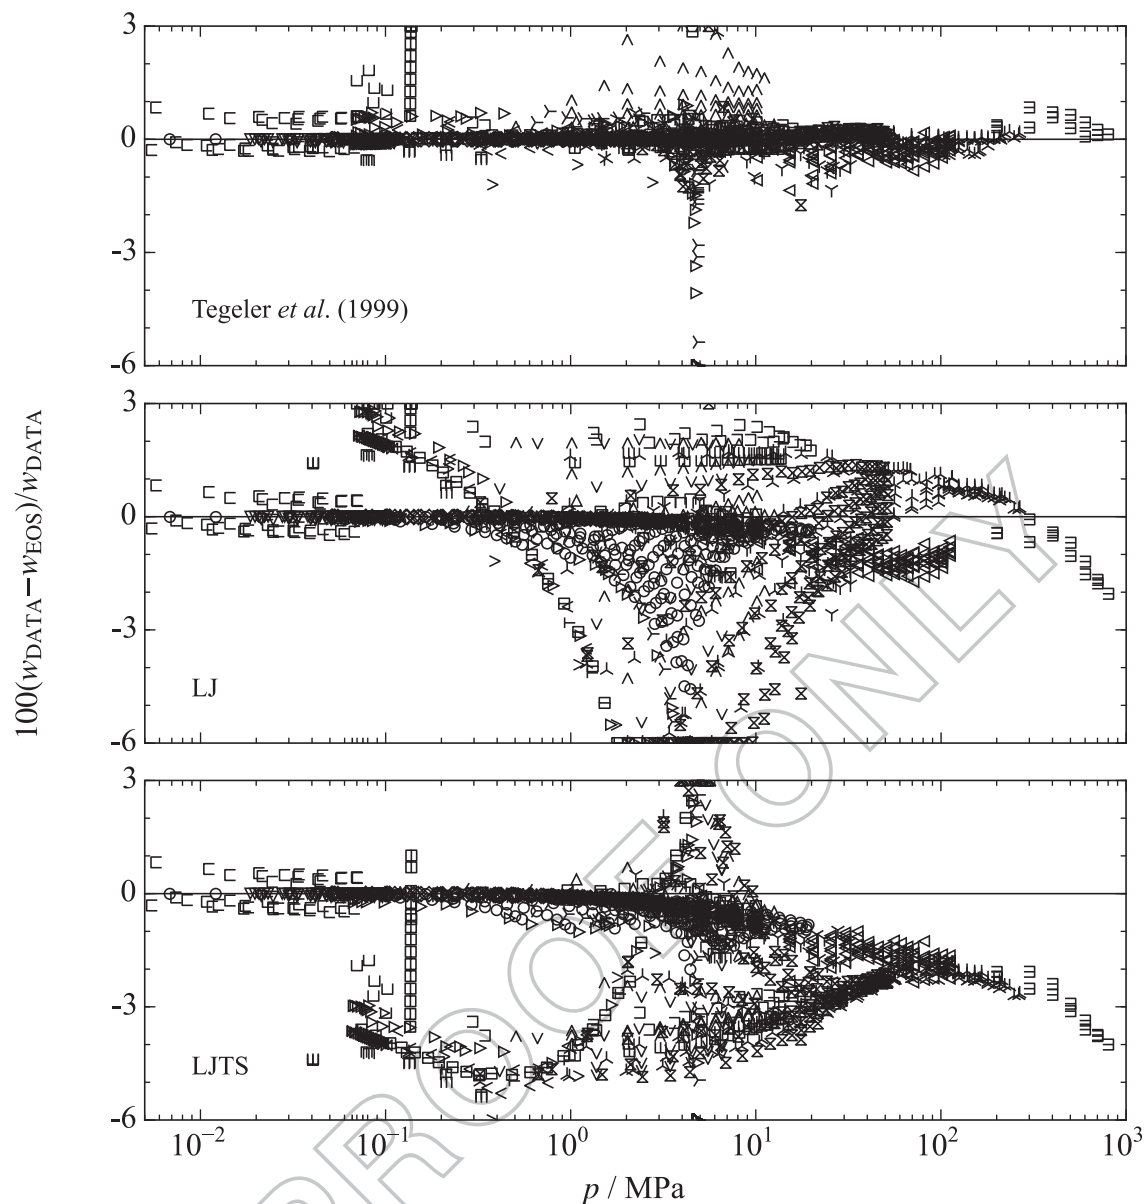 3
0
-3
-6
Tegeler et al. (1999)
3
0
-3
-6
LJ
3
0
-3
-6
LJTS
100(wDATA−wEOS)/wDATA
10⁻² 10⁻¹ 10⁰ 10¹ 10² 10³
p / MPa
PROOF ONLY